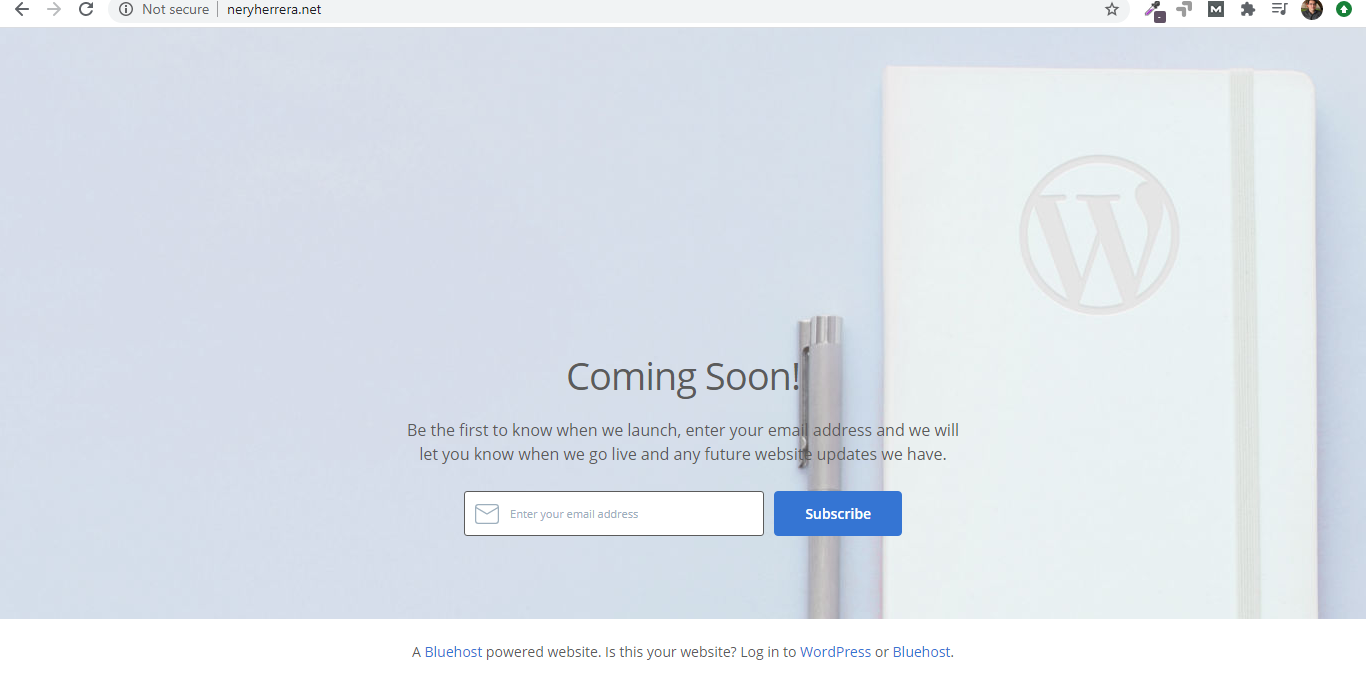 Not secure | neryherrera.net
Coming Soon!
Be the first to know when we launch, enter your email address and we will
let you know when we go live and any future website updates we have.
Enter your email address
Subscribe
A Bluehost powered website. Is this your website? Log in to WordPress or Bluehost.